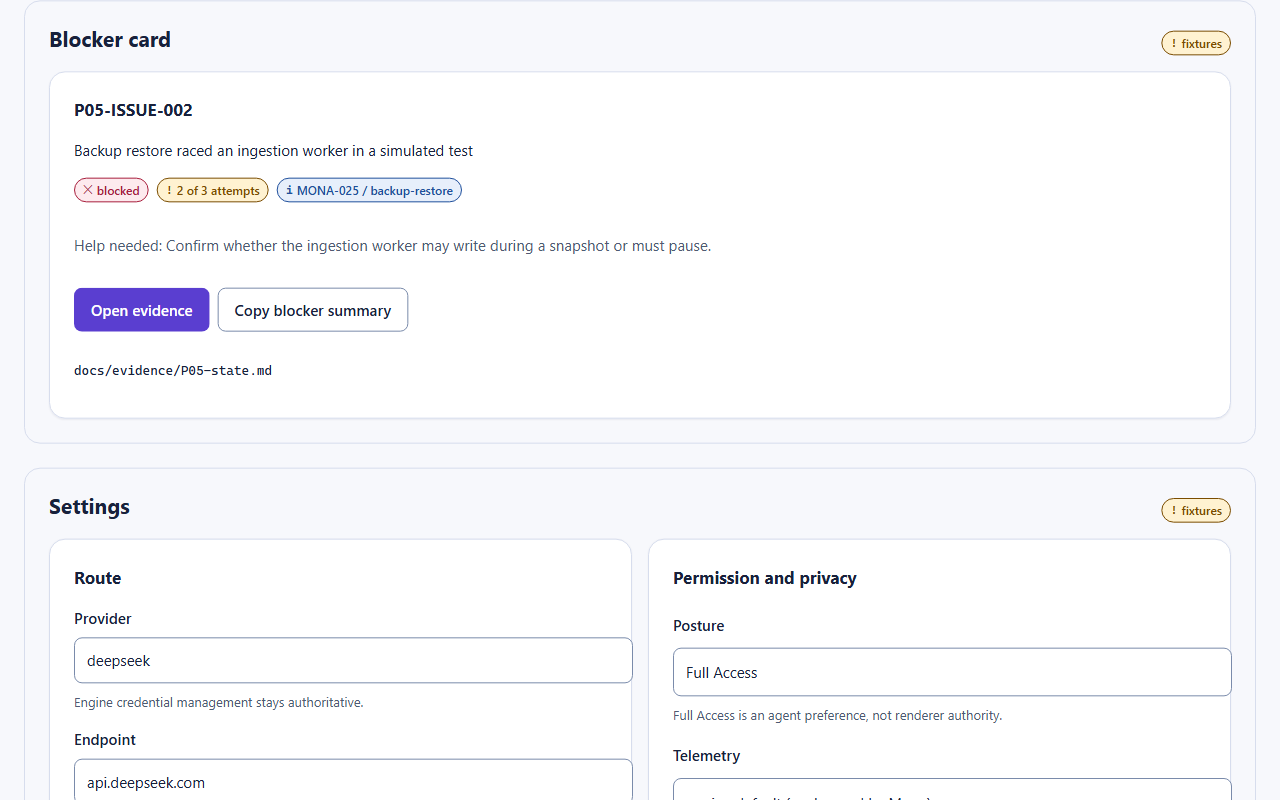 Blocker card
! fixtures
P05-ISSUE-002
Backup restore raced an ingestion worker in a simulated test
blocked
! 2 of 3 attempts
i MONA-025 / backup-restore
Help needed: Confirm whether the ingestion worker may write during a snapshot or must pause.
Open evidence
Copy blocker summary
docs/evidence/P05-state.md
Settings
! fixtures
Route
Provider
deepseek
Engine credential management stays authoritative.
Endpoint
api.deepseek.com
Permission and privacy
Posture
Full Access
Full Access is an agent preference, not renderer authority.
Telemetry